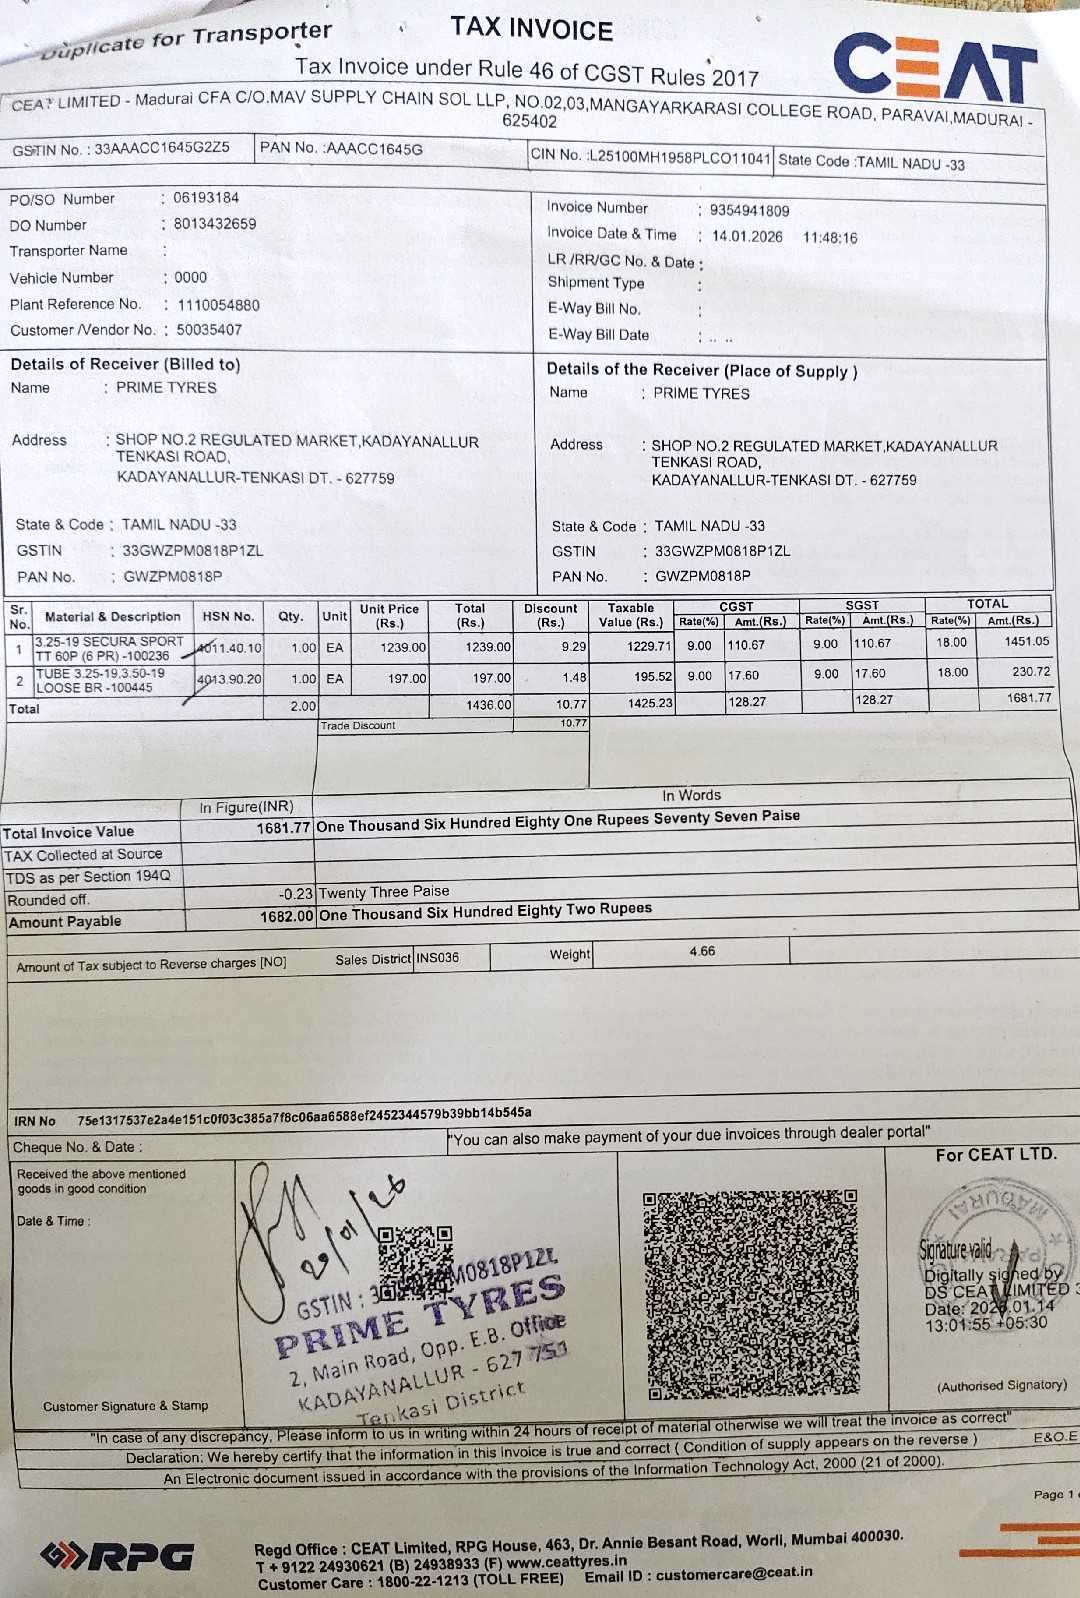 Duplicate for Transporter
TAX INVOICE
Tax Invoice under Rule 46 of CGST Rules 2017
CEAT
CEAT LIMITED - Madurai CFA C/O.MAV SUPPLY CHAIN SOL LLP, NO.02,03,MANGAYARKARASI COLLEGE ROAD, PARAVAI,MADURAI -
625402
GSTIN No. : 33AAACC1645G2Z5 PAN No. :AAACC1645G CIN No. :L25100MH1958PLCO11041 State Code :TAMIL NADU -33
PO/SO Number : 06193184
DO Number : 8013432659
Transporter Name :
Vehicle Number : 0000
Plant Reference No. : 1110054880
Customer /Vendor No. : 50035407
Invoice Number : 9354941809
Invoice Date & Time : 14.01.2026 11:48:16
LR /RR/GC No. & Date :
Shipment Type :
E-Way Bill No. :
E-Way Bill Date : .. ..
Details of Receiver (Billed to)
Name : PRIME TYRES
Address : SHOP NO.2 REGULATED MARKET,KADAYANALLUR
TENKASI ROAD,
KADAYANALLUR-TENKASI DT. - 627759
State & Code : TAMIL NADU -33
GSTIN : 33GWZPM0818P1ZL
PAN No. : GWZPM0818P
Details of the Receiver (Place of Supply )
Name : PRIME TYRES
Address : SHOP NO.2 REGULATED MARKET,KADAYANALLUR
TENKASI ROAD,
KADAYANALLUR-TENKASI DT. - 627759
State & Code : TAMIL NADU -33
GSTIN : 33GWZPM0818P1ZL
PAN No. : GWZPM0818P
Sr. No. Material & Description HSN No. Qty. Unit Unit Price (Rs.) Total (Rs.) Discount (Rs.) Taxable Value (Rs.) CGST Rate(%) Amt.(Rs.) SGST Rate(%) Amt.(Rs.) TOTAL Rate(%) Amt.(Rs.)
1 3.25-19 SECURA SPORT 4011.40.10 1.00 EA 1239.00 1239.00 9.29 1229.71 9.00 110.67 9.00 110.67 18.00 1451.05
TT 60P (6 PR) -100236
2 TUBE 3.25-19,3.50-19 4013.90.20 1.00 EA 197.00 197.00 1.48 195.52 9.00 17.60 9.00 17.60 18.00 230.72
LOOSE BR -100445
Total 2.00 1436.00 10.77 1425.23 128.27 128.27 1681.77
Trade Discount 10.77
In Figure(INR) In Words
Total Invoice Value 1681.77 One Thousand Six Hundred Eighty One Rupees Seventy Seven Paise
TAX Collected at Source
TDS as per Section 194Q
Rounded off. -0.23 Twenty Three Paise
Amount Payable 1682.00 One Thousand Six Hundred Eighty Two Rupees
Amount of Tax subject to Reverse charges [NO] Sales District INS036 Weight 4.66
IRN No 75e1317537e2a4e151c0f03c385a7f8c06aa6588ef2452344579b39bb14b545a
Cheque No. & Date :
"You can also make payment of your due invoices through dealer portal"
Received the above mentioned
goods in good condition
Date & Time :
Customer Signature & Stamp
29/01/26
PRIME TYRES
2, Main Road, Opp. E.B. Office
KADAYANALLUR - 627 751
Tenkasi District
For CEAT LTD.
MADURAI
Signature valid
Digitally signed by
DS CEAT LIMITED 3
Date: 2026.01.14
13:01:55 +05:30
(Authorised Signatory)
"In case of any discrepancy, Please inform to us in writing within 24 hours of receipt of material otherwise we will treat the invoice as correct"
Declaration: We hereby certify that the information in this Invoice is true and correct ( Condition of supply appears on the reverse ) E&O.E
An Electronic document issued in accordance with the provisions of the Information Technology Act, 2000 (21 of 2000).
Page 1
RPG
Regd Office : CEAT Limited, RPG House, 463, Dr. Annie Besant Road, Worli, Mumbai 400030.
T + 9122 24930621 (B) 24938933 (F) www.ceattyres.in
Customer Care : 1800-22-1213 (TOLL FREE) Email ID : customercare@ceat.in